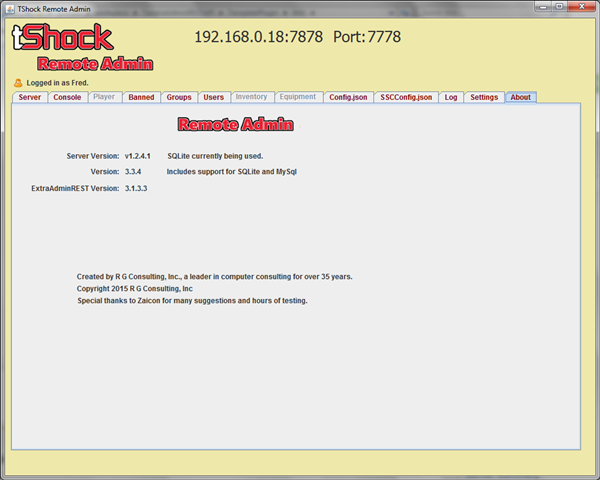 TShock Remote Admin
tShock
Remote Admin
192.168.0.18:7878 Port:7778
Logged in as Fred.
Server Console Player Banned Groups Users Inventory Equipment Config.json SSCConfig.json Log Settings About
Remote Admin
Server Version: v1.2.4.1 SQLite currently being used.
Version: 3.3.4 Includes support for SQLite and MySql
ExtraAdminREST Version: 3.1.3.3
Created by R G Consulting, Inc., a leader in computer consulting for over 35 years.
Copyright 2015 R G Consulting, Inc
Special thanks to Zaicon for many suggestions and hours of testing.